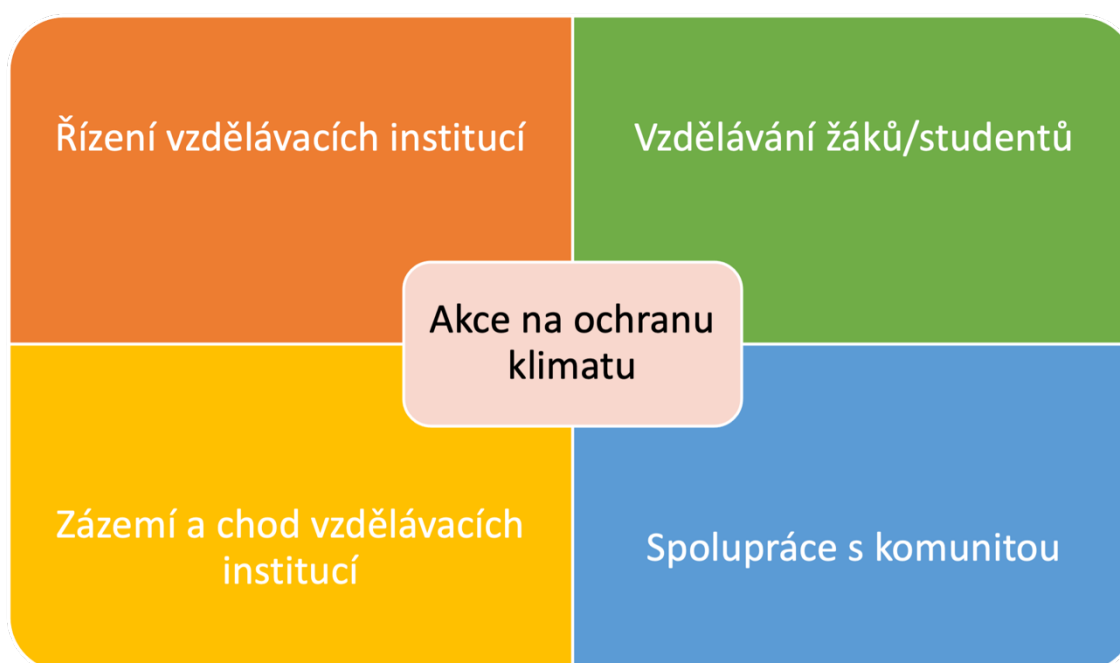 Řízení vzdělávacích institucí
Vzdělávání žáků/studentů
Akce na ochranu
klimatu
Zázemí a chod vzdělávacích
institucí
Spolupráce s komunitou